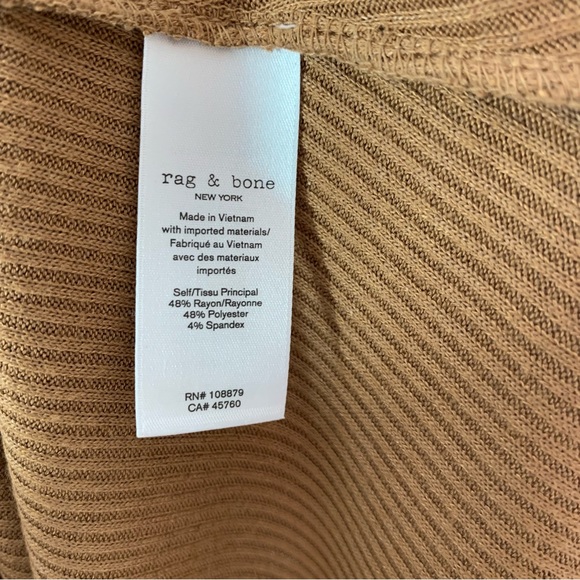 rag & bone
NEW YORK
Made in Vietnam
with imported materials/
Fabriqué au Vietnam
avec des materiaux
importés
Self/Tissu Principal
48% Rayon/Rayonne
48% Polyester
4% Spandex
RN# 108879
CA# 45760